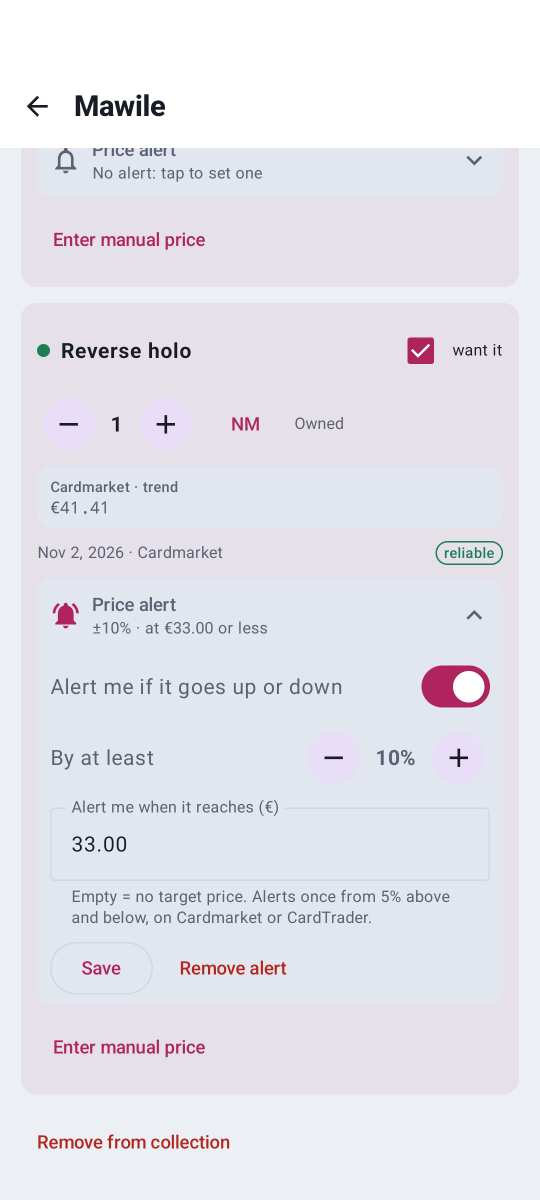 Mawile
Price alert
No alert: tap to set one
Enter manual price
Reverse holo
want it
1
NM
Owned
Cardmarket · trend
€41.41
Nov 2, 2026 · Cardmarket
reliable
Price alert
±10% · at €33.00 or less
Alert me if it goes up or down
By at least
10%
Alert me when it reaches (€)
33.00
Empty = no target price. Alerts once from 5% above
and below, on Cardmarket or CardTrader.
Save
Remove alert
Enter manual price
Remove from collection